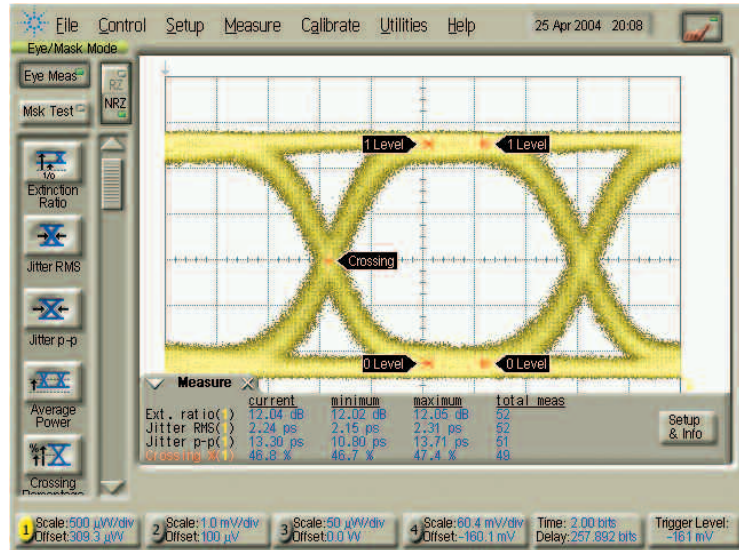 File Control Setup Measure Calibrate Utilities Help 25 Apr 2004 20:08
Eye/Mask Mode
Eye Meas
RZ
NRZ
Msk Test
1/0
Extinction
Ratio
Jitter RMS
Jitter p-p
Average
Power
%
Crossing
Percentage
1 Level
1 Level
Crossing
0 Level
0 Level
Measure
current minimum maximum total meas
Ext. ratio(1) 12.04 dB 12.02 dB 12.05 dB 52
Jitter RMS(1) 2.24 ps 2.15 ps 2.31 ps 52
Jitter p-p(1) 13.30 ps 10.80 ps 13.71 ps 51
Crossing %(1) 46.8 % 46.7 % 47.4 % 49
Setup
& Info
1 Scale:500 µW/div
Offset:309.3 µW
2 Scale:1.0 mV/div
Offset:100 µV
3 Scale:50 µW/div
Offset:0.0 W
4 Scale:60.4 mV/div
Offset:-160.1 mV
Time: 2.00 bits
Delay:257.892 bits
Trigger Level:
-161 mV